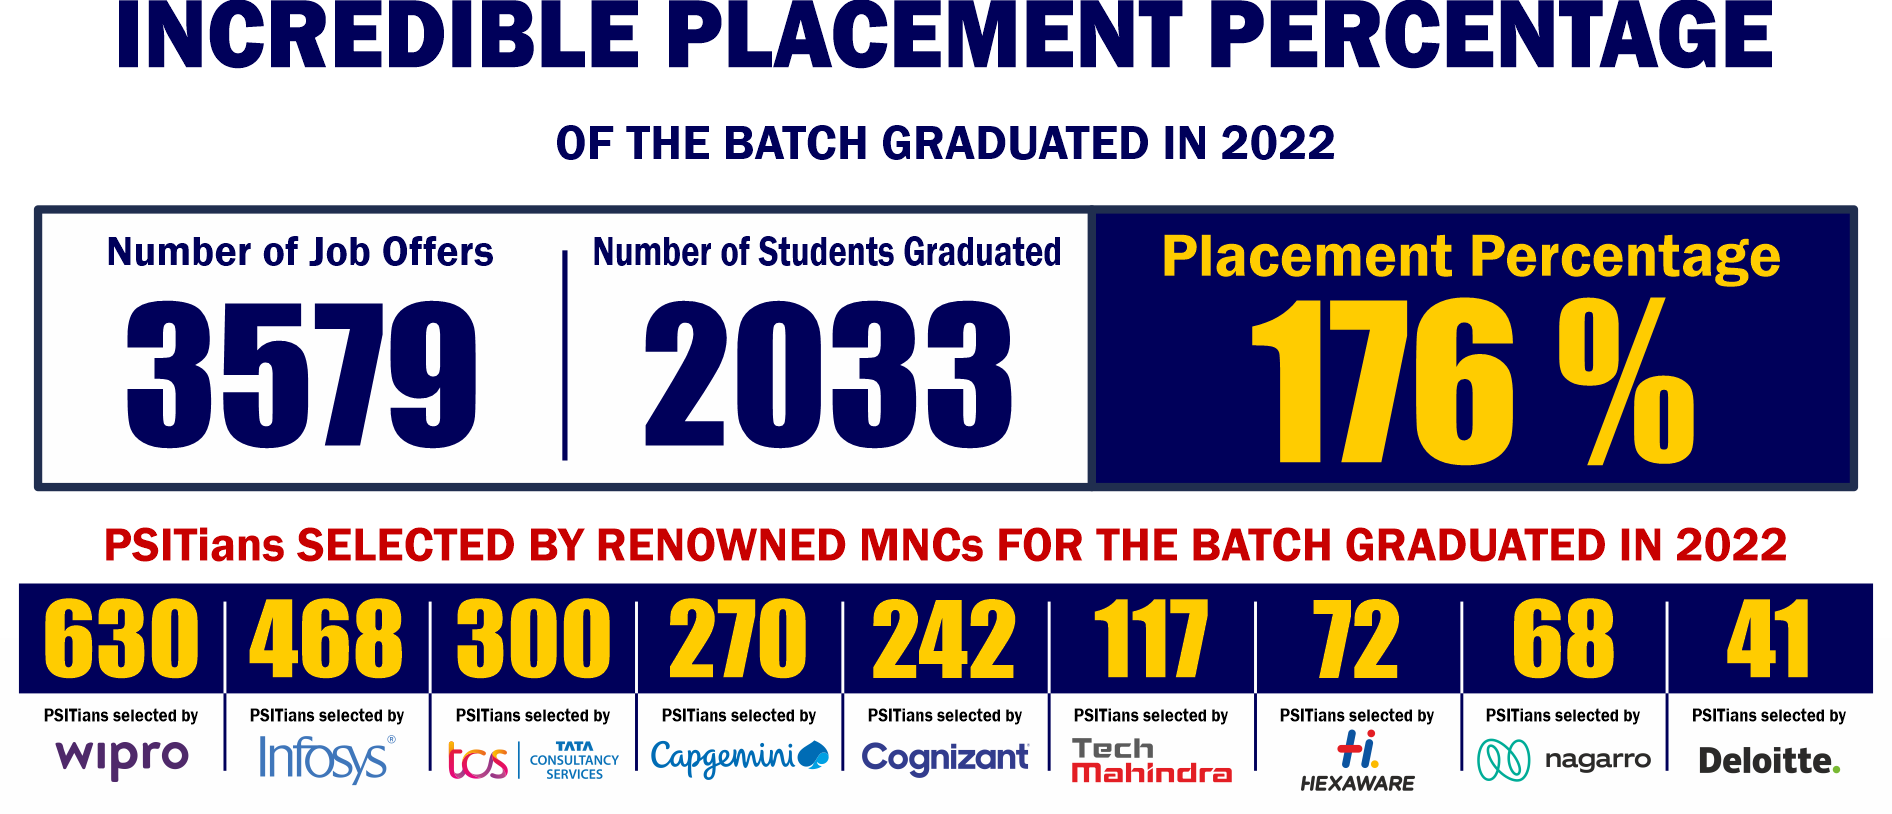 INCREDIBLE PLACEMENT PERCENTAGE
OF THE BATCH GRADUATED IN 2022
Number of Job Offers
3579
Number of Students Graduated
2033
Placement Percentage
176 %
PSITians SELECTED BY RENOWNED MNCs FOR THE BATCH GRADUATED IN 2022
630
PSITians selected by
wipro
468
PSITians selected by
Infosys®
300
PSITians selected by
tcs
TATA
CONSULTANCY
SERVICES
270
PSITians selected by
Capgemini
242
PSITians selected by
Cognizant
117
PSITians selected by
Tech
Mahindra
72
PSITians selected by
Hi
HEXAWARE
68
PSITians selected by
nagarro
41
PSITians selected by
Deloitte.